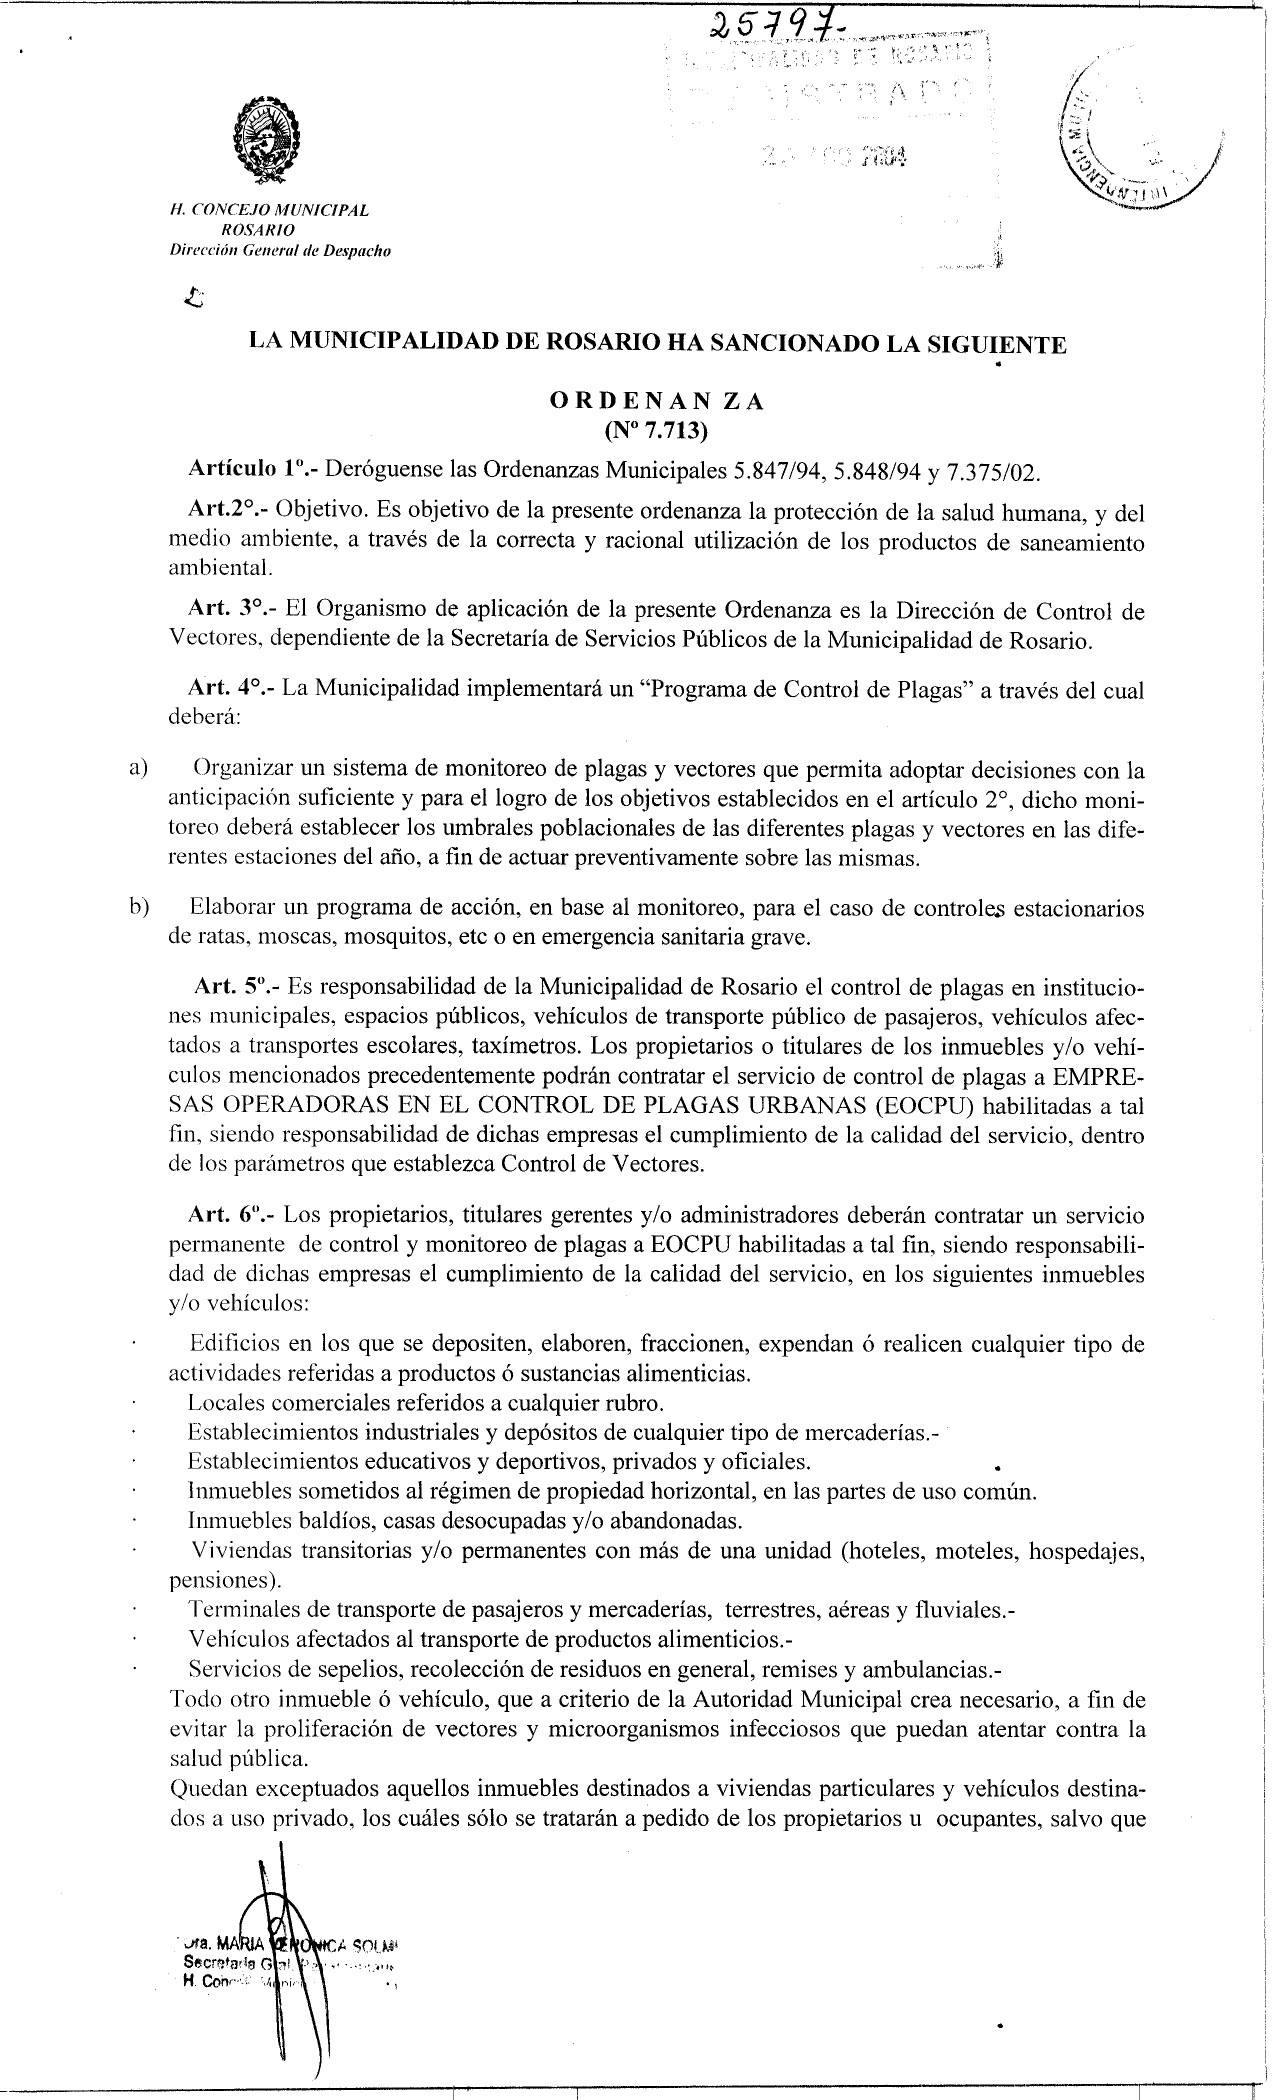 25797-
DE ROSARIO
2004
INTENDENCIA MUNI
H. CONCEJO MUNICIPAL
ROSARIO
Dirección General de Despacho
LA MUNICIPALIDAD DE ROSARIO HA SANCIONADO LA SIGUIENTE
O R D E N A N Z A
(Nº 7.713)
Artículo 1º.- Deróguense las Ordenanzas Municipales 5.847/94, 5.848/94 y 7.375/02.
Art.2°.- Objetivo. Es objetivo de la presente ordenanza la protección de la salud humana, y del
medio ambiente, a través de la correcta y racional utilización de los productos de saneamiento
ambiental.
Art. 3°.- El Organismo de aplicación de la presente Ordenanza es la Dirección de Control de
Vectores, dependiente de la Secretaría de Servicios Públicos de la Municipalidad de Rosario.
Art. 4°.- La Municipalidad implementará un “Programa de Control de Plagas” a través del cual
deberá:
a) Organizar un sistema de monitoreo de plagas y vectores que permita adoptar decisiones con la
anticipación suficiente y para el logro de los objetivos establecidos en el artículo 2°, dicho moni-
toreo deberá establecer los umbrales poblacionales de las diferentes plagas y vectores en las dife-
rentes estaciones del año, a fin de actuar preventivamente sobre las mismas.
b) Elaborar un programa de acción, en base al monitoreo, para el caso de controles estacionarios
de ratas, moscas, mosquitos, etc o en emergencia sanitaria grave.
Art. 5º.- Es responsabilidad de la Municipalidad de Rosario el control de plagas en institucio-
nes municipales, espacios públicos, vehículos de transporte público de pasajeros, vehículos afec-
tados a transportes escolares, taxímetros. Los propietarios o titulares de los inmuebles y/o vehí-
culos mencionados precedentemente podrán contratar el servicio de control de plagas a EMPRE-
SAS OPERADORAS EN EL CONTROL DE PLAGAS URBANAS (EOCPU) habilitadas a tal
fin, siendo responsabilidad de dichas empresas el cumplimiento de la calidad del servicio, dentro
de los parámetros que establezca Control de Vectores.
Art. 6º.- Los propietarios, titulares gerentes y/o administradores deberán contratar un servicio
permanente de control y monitoreo de plagas a EOCPU habilitadas a tal fin, siendo responsabili-
dad de dichas empresas el cumplimiento de la calidad del servicio, en los siguientes inmuebles
y/o vehículos:
· Edificios en los que se depositen, elaboren, fraccionen, expendan ó realicen cualquier tipo de
actividades referidas a productos ó sustancias alimenticias.
· Locales comerciales referidos a cualquier rubro.
· Establecimientos industriales y depósitos de cualquier tipo de mercaderías.-
· Establecimientos educativos y deportivos, privados y oficiales.
· Inmuebles sometidos al régimen de propiedad horizontal, en las partes de uso común.
· Inmuebles baldíos, casas desocupadas y/o abandonadas.
· Viviendas transitorias y/o permanentes con más de una unidad (hoteles, moteles, hospedajes,
pensiones).
· Terminales de transporte de pasajeros y mercaderías, terrestres, aéreas y fluviales.-
· Vehículos afectados al transporte de productos alimenticios.-
· Servicios de sepelios, recolección de residuos en general, remises y ambulancias.-
Todo otro inmueble ó vehículo, que a criterio de la Autoridad Municipal crea necesario, a fin de
evitar la proliferación de vectores y microorganismos infecciosos que puedan atentar contra la
salud pública.
Quedan exceptuados aquellos inmuebles destinados a viviendas particulares y vehículos destina-
dos a uso privado, los cuáles sólo se tratarán a pedido de los propietarios u ocupantes, salvo que
Dra. MARIA VERONICA
Secretaria Gral.
H.